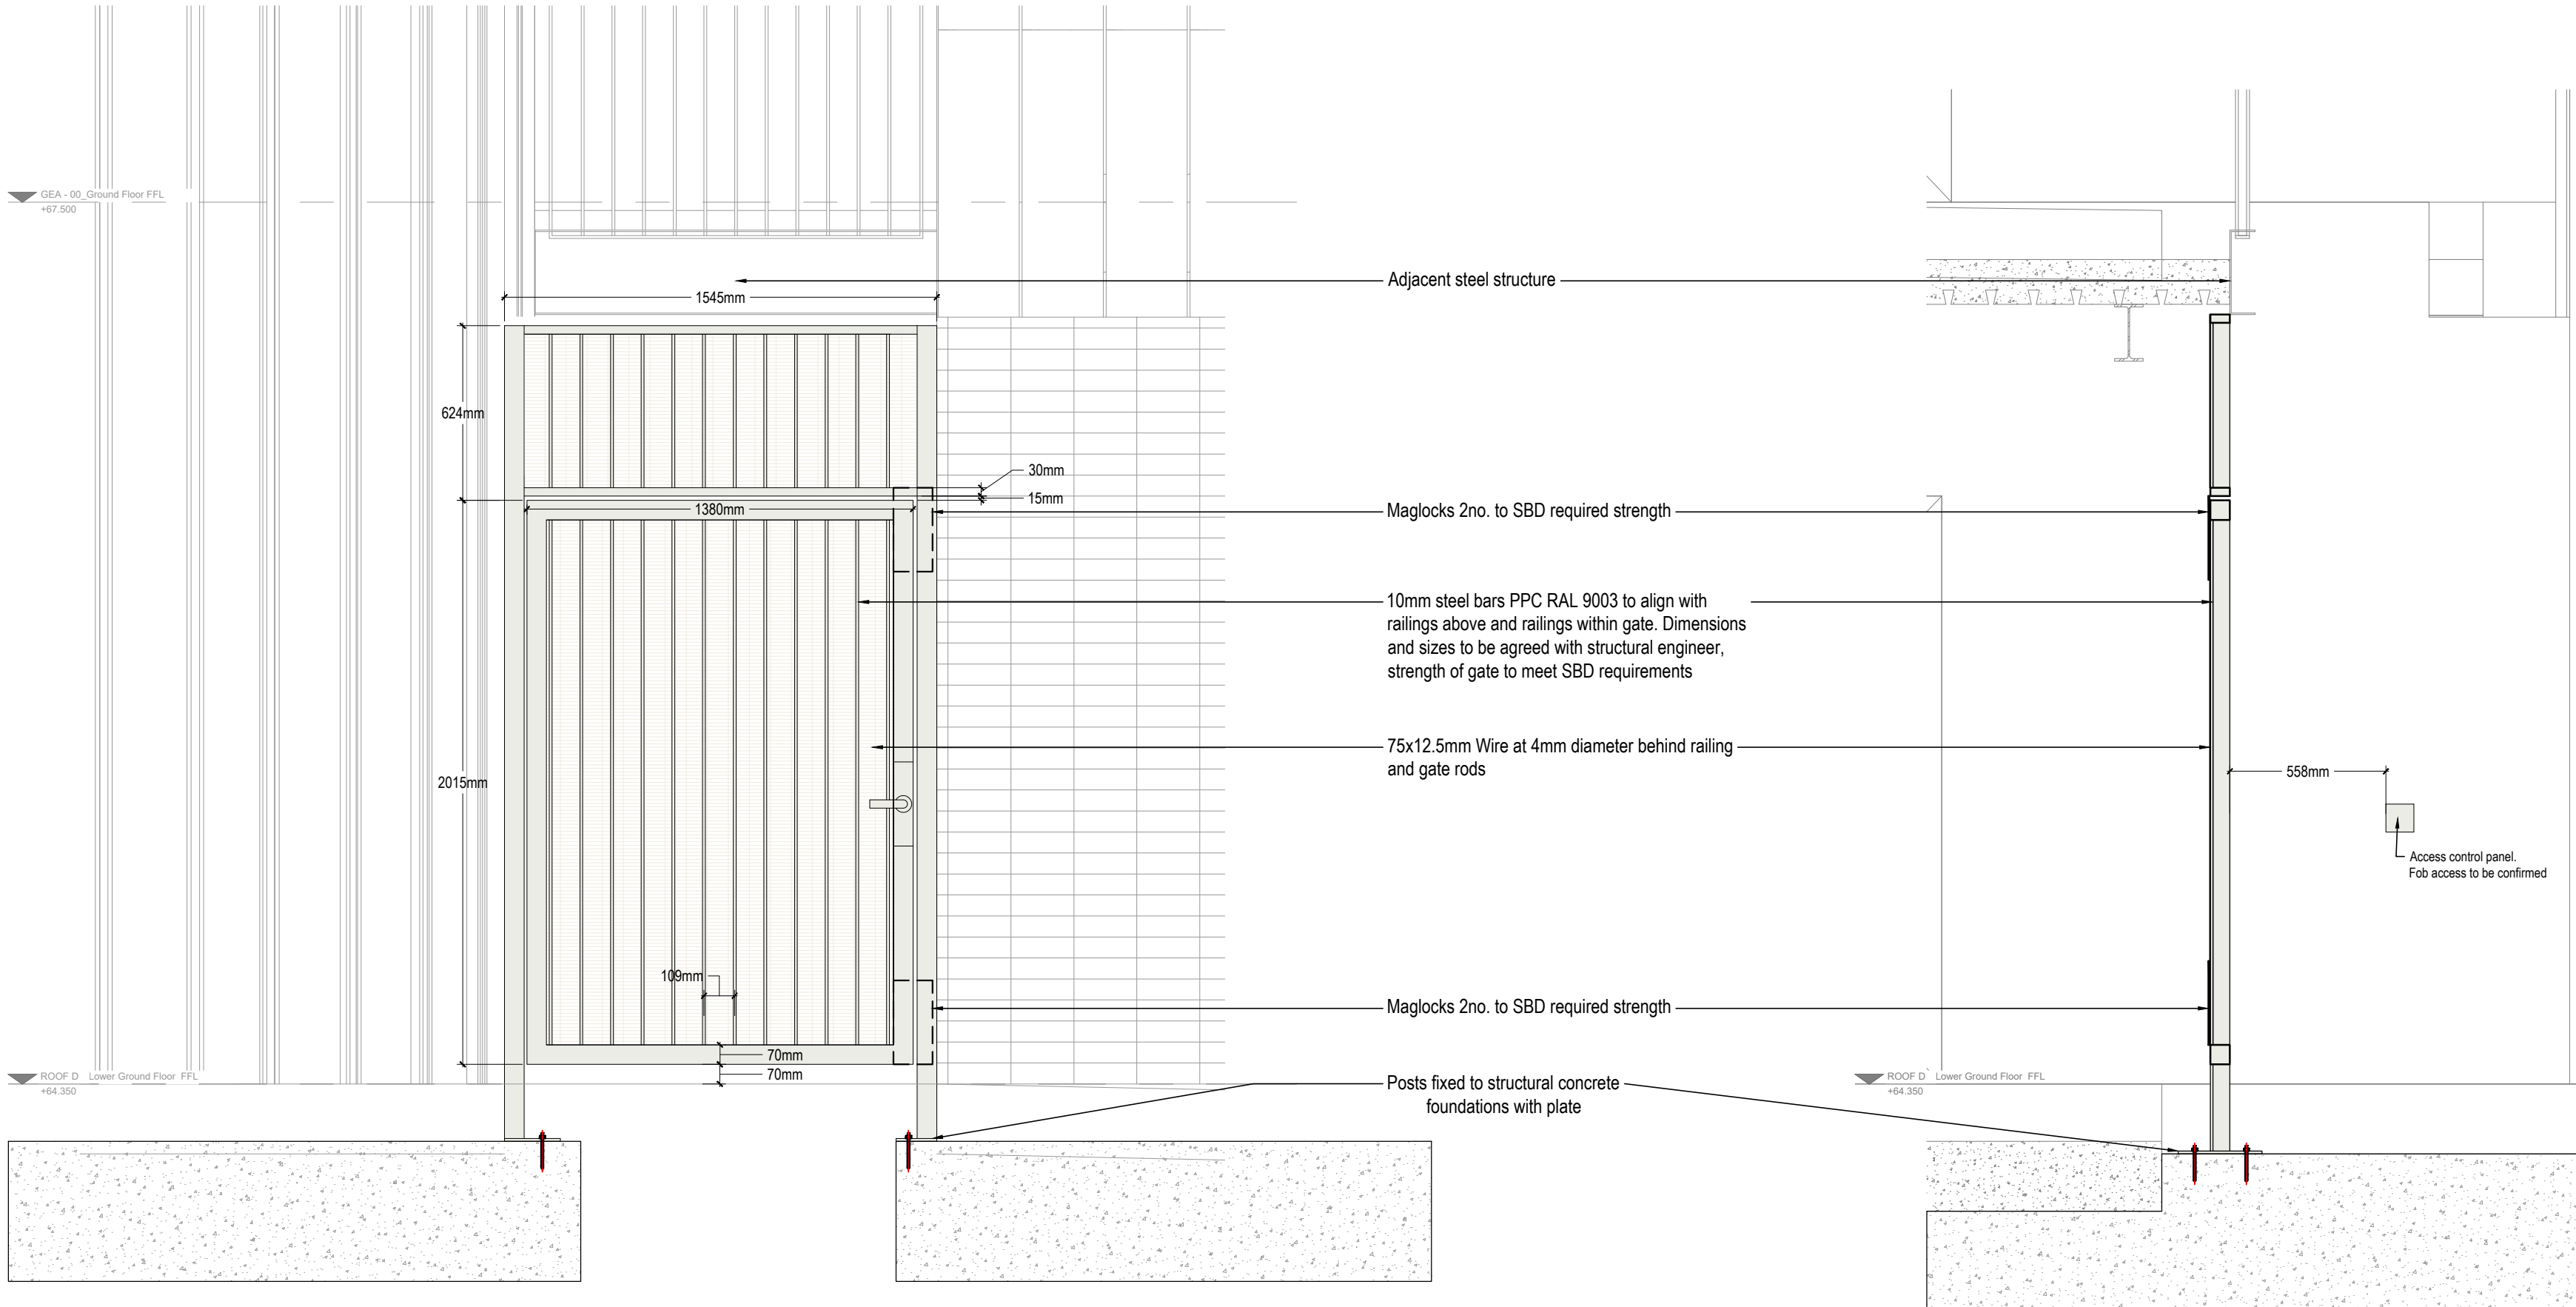 GEA - 00_Ground Floor FFL
+67.500
Adjacent steel structure
1545mm
624mm
30mm
15mm
1380mm
Maglocks 2no. to SBD required strength
10mm steel bars PPC RAL 9003 to align with
railings above and railings within gate. Dimensions
and sizes to be agreed with structural engineer,
strength of gate to meet SBD requirements
75x12.5mm Wire at 4mm diameter behind railing
and gate rods
558mm
2015mm
Access control panel.
Fob access to be confirmed
109mm
Maglocks 2no. to SBD required strength
70mm
70mm
ROOF D Lower Ground Floor FFL
+64.350
Posts fixed to structural concrete
foundations with plate
ROOF D Lower Ground Floor FFL
+64.350